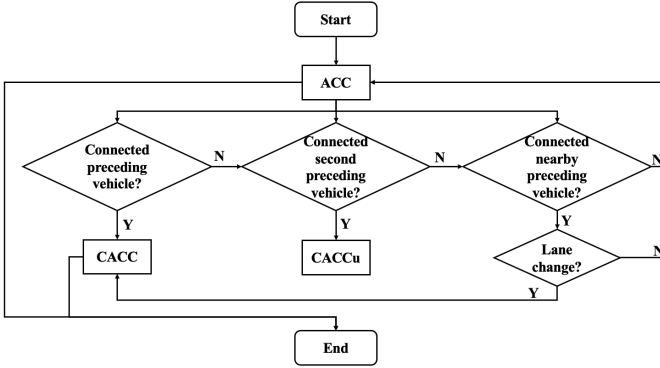 Start
ACC
Connected
preceding
vehicle?
N
Connected
second
preceding
vehicle?
N
Connected
nearby
preceding
vehicle?
N
Y
Y
Y
CACC
CACCu
Lane
change?
N
Y
End